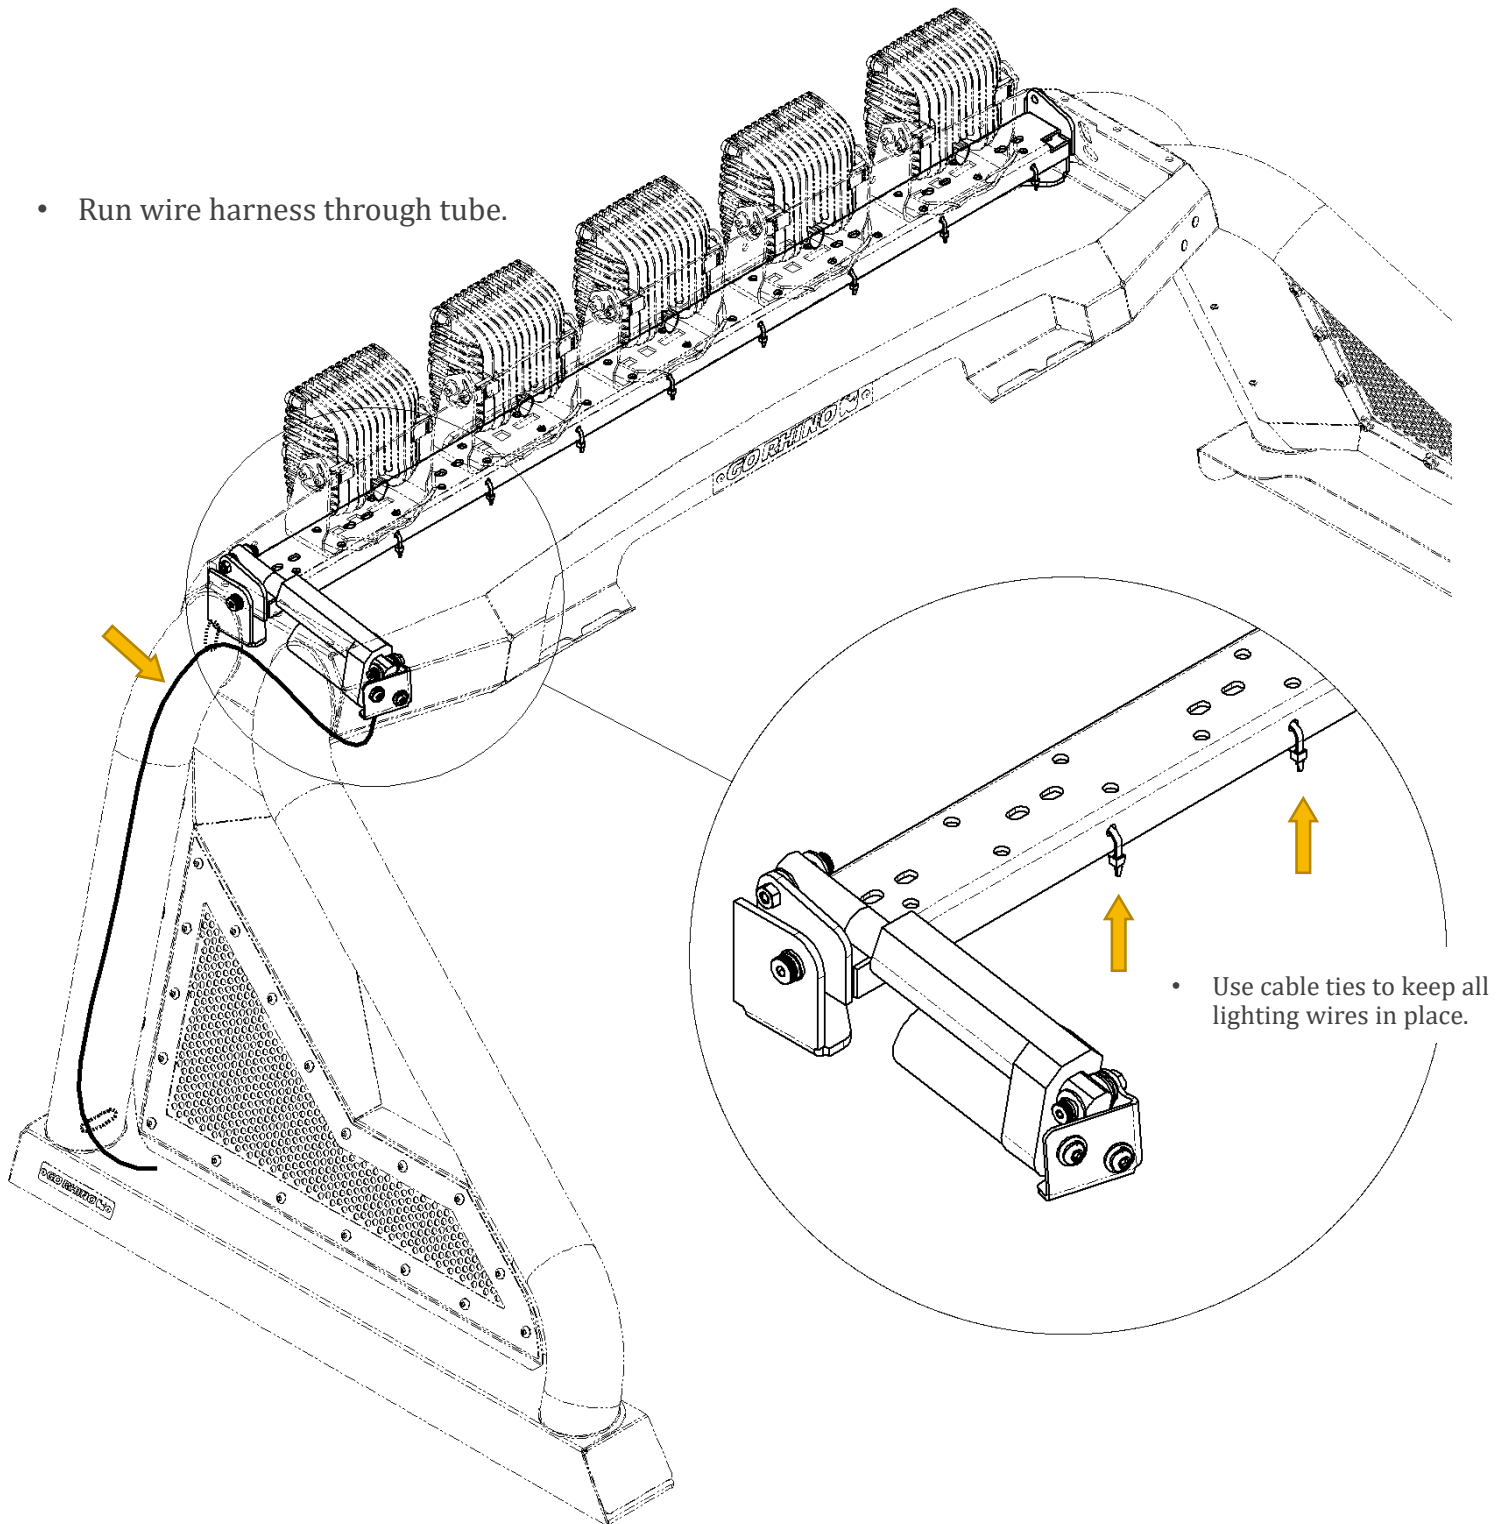 • Run wire harness through tube.
GO RHINO
• Use cable ties to keep all
lighting wires in place.
GO RHINO